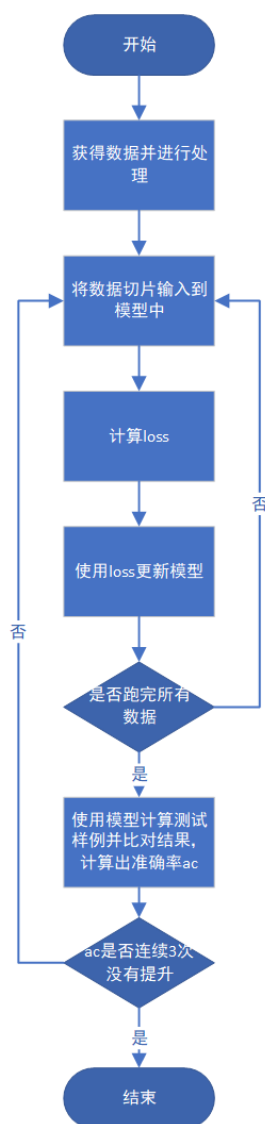 开始
获得数据并进行处
理
将数据切片输入到
模型中
计算loss
否
使用loss更新模型
否
是否跑完所有
数据
是
使用模型计算测试
样例并比对结果，
计算出准确率ac
ac是否连续3次
没有提升
是
结束